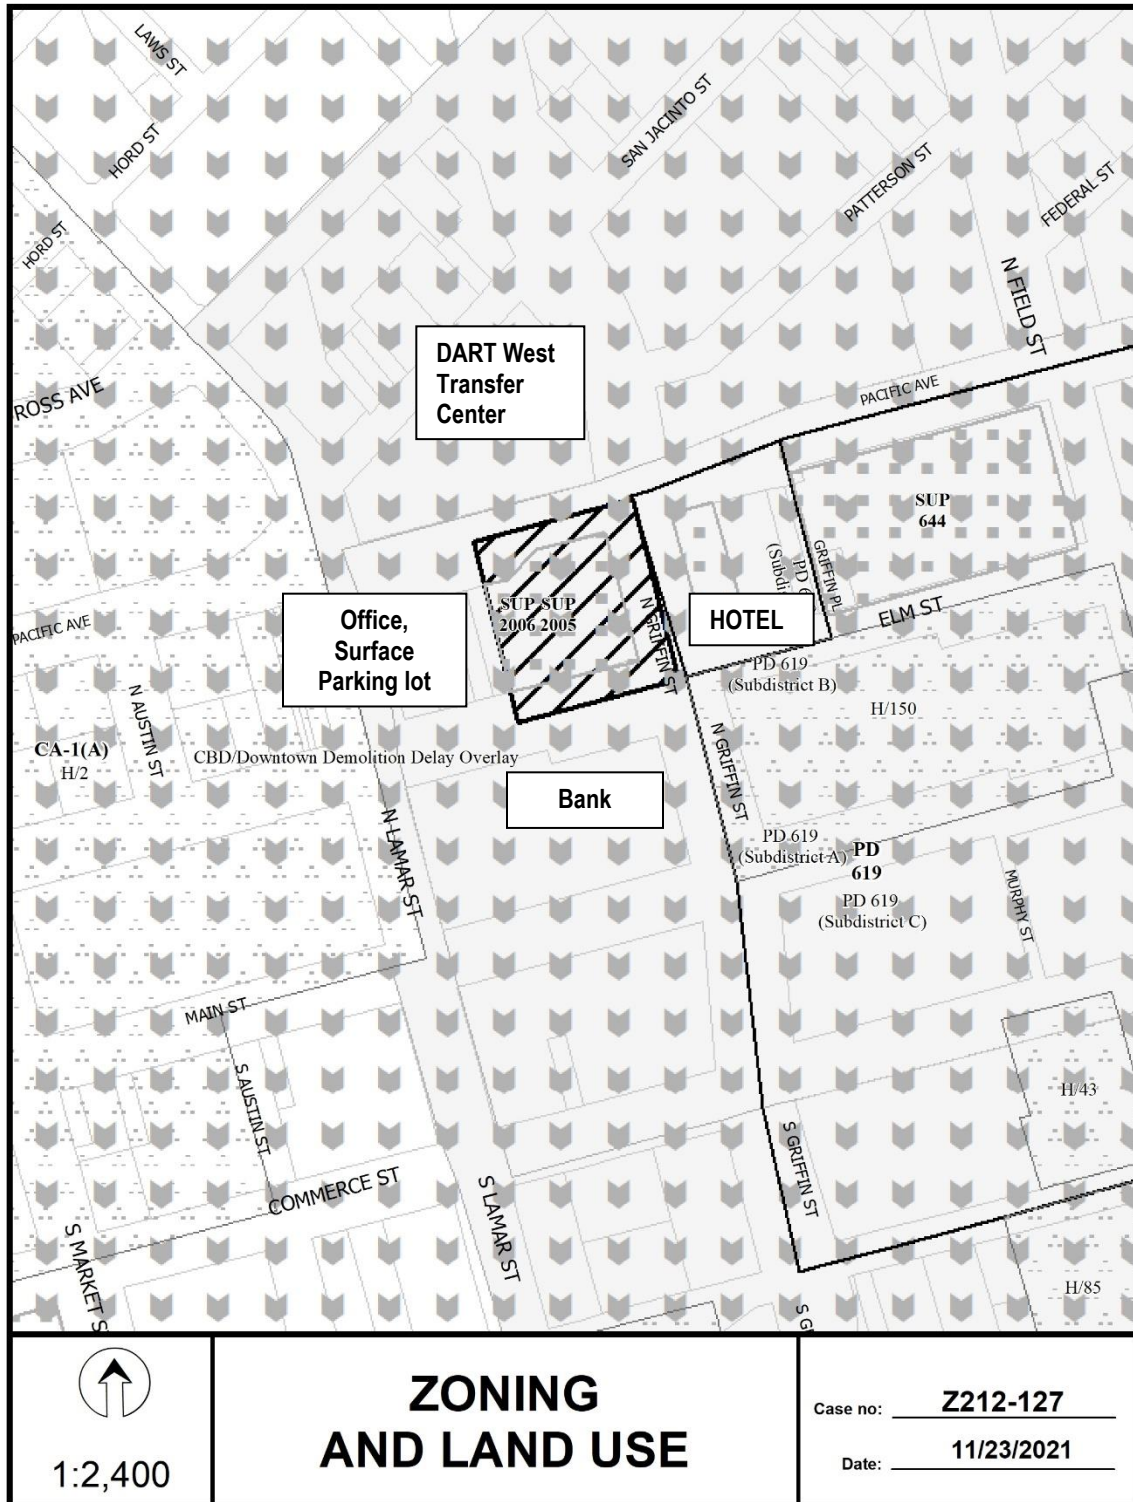 LAWS ST
HORD ST
SAN JACINTO ST
PATTERSON ST
FEDERAL ST
HORD ST
N FIELD ST
DART West
Transfer
Center
ROSS AVE
PACIFIC AVE
SUP
644
PD 6
(Subdi
GRIFFIN PL
SUP SUP
2006 2005
N GRIFFIN ST
HOTEL
ELM ST
Office,
Surface
Parking lot
PACIFIC AVE
PD 619
(Subdistrict B)
H/150
N AUSTIN ST
CA-1(A)
H/2
CBD/Downtown Demolition Delay Overlay
N GRIFFIN ST
Bank
N LAMAR ST
PD 619
(Subdistrict A)
PD
619
PD 619
(Subdistrict C)
MURPHY ST
MAIN ST
S AUSTIN ST
H/43
S GRIFFIN ST
COMMERCE ST
S LAMAR ST
S MARKET S
H/85
S GI
1:2,400
ZONING
AND LAND USE
Case no: Z212-127
Date: 11/23/2021